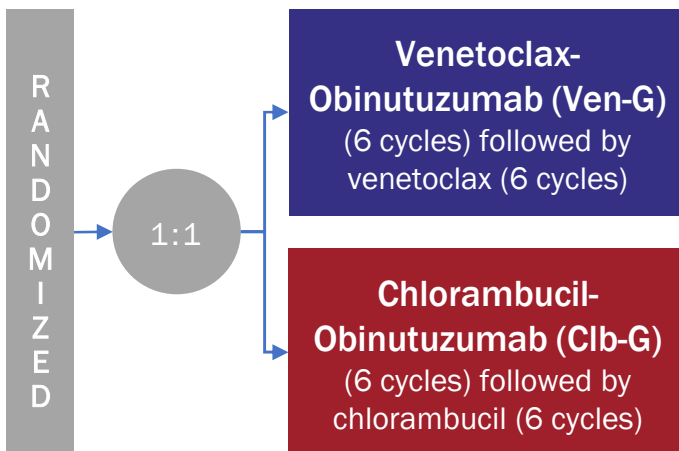 RANDOMIZED
1:1
Venetoclax-
Obinutuzumab (Ven-G)
(6 cycles) followed by
venetoclax (6 cycles)
Chlorambucil-
Obinutuzumab (Clb-G)
(6 cycles) followed by
chlorambucil (6 cycles)